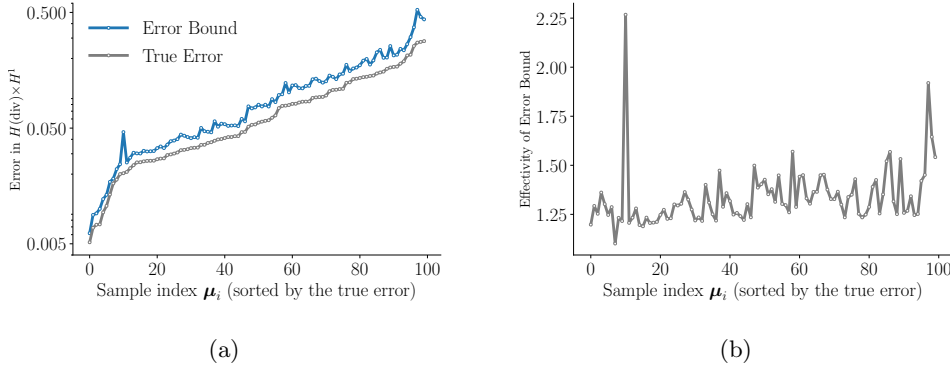 0.500
0.050
0.005
Error in H(div)×H¹
Error Bound
True Error
0 20 40 60 80 100
Sample index μᵢ (sorted by the true error)
(a)
2.25
2.00
1.75
1.50
1.25
Effectivity of Error Bound
0 20 40 60 80 100
Sample index μᵢ (sorted by the true error)
(b)